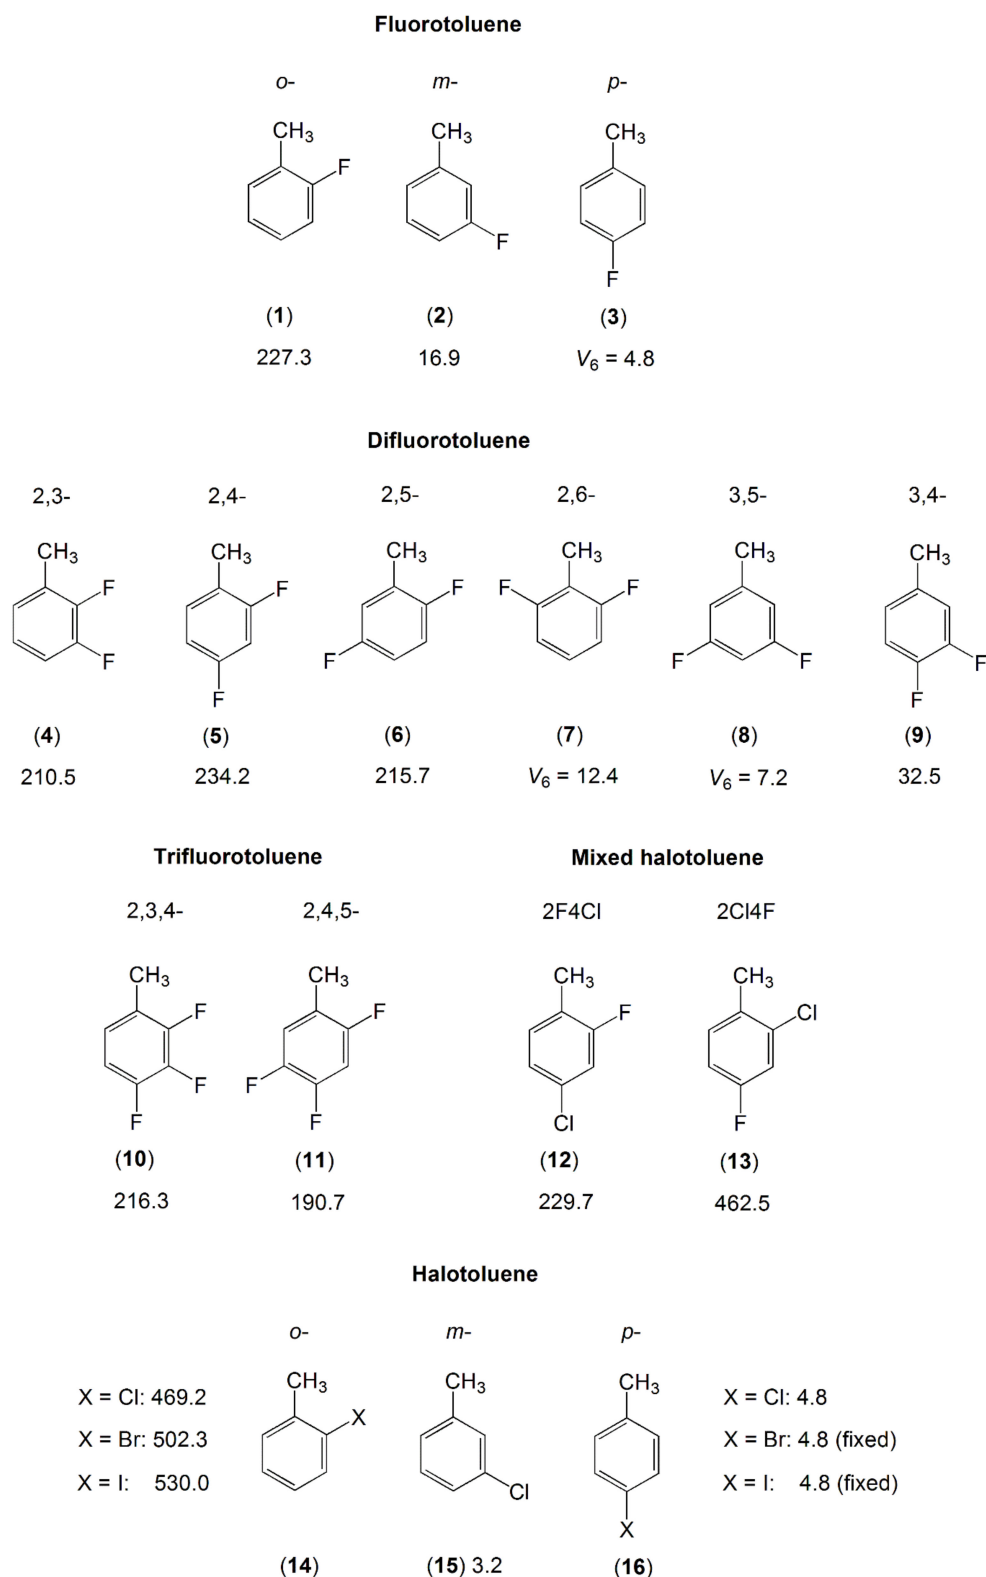 Fluorotoluene
o- m- p-
CH3 CH3 CH3
F
F
F
(1) (2) (3)
227.3 16.9 V6 = 4.8
Difluorotoluene
2,3- 2,4- 2,5- 2,6- 3,5- 3,4-
CH3 CH3 CH3 CH3 CH3 CH3
F F F F F
F F F F F
F F
(4) (5) (6) (7) (8) (9)
210.5 234.2 215.7 V6 = 12.4 V6 = 7.2 32.5
Trifluorotoluene Mixed halotoluene
2,3,4- 2,4,5- 2F4Cl 2Cl4F
CH3 CH3 CH3 CH3
F F F Cl
F F
F F Cl F
(10) (11) (12) (13)
216.3 190.7 229.7 462.5
Halotoluene
o- m- p-
CH3 CH3 CH3
X = Cl: 469.2 X = Cl: 4.8
X
X = Br: 502.3 X = Br: 4.8 (fixed)
X = I: 530.0 Cl X = I: 4.8 (fixed)
X
(14) (15) 3.2 (16)